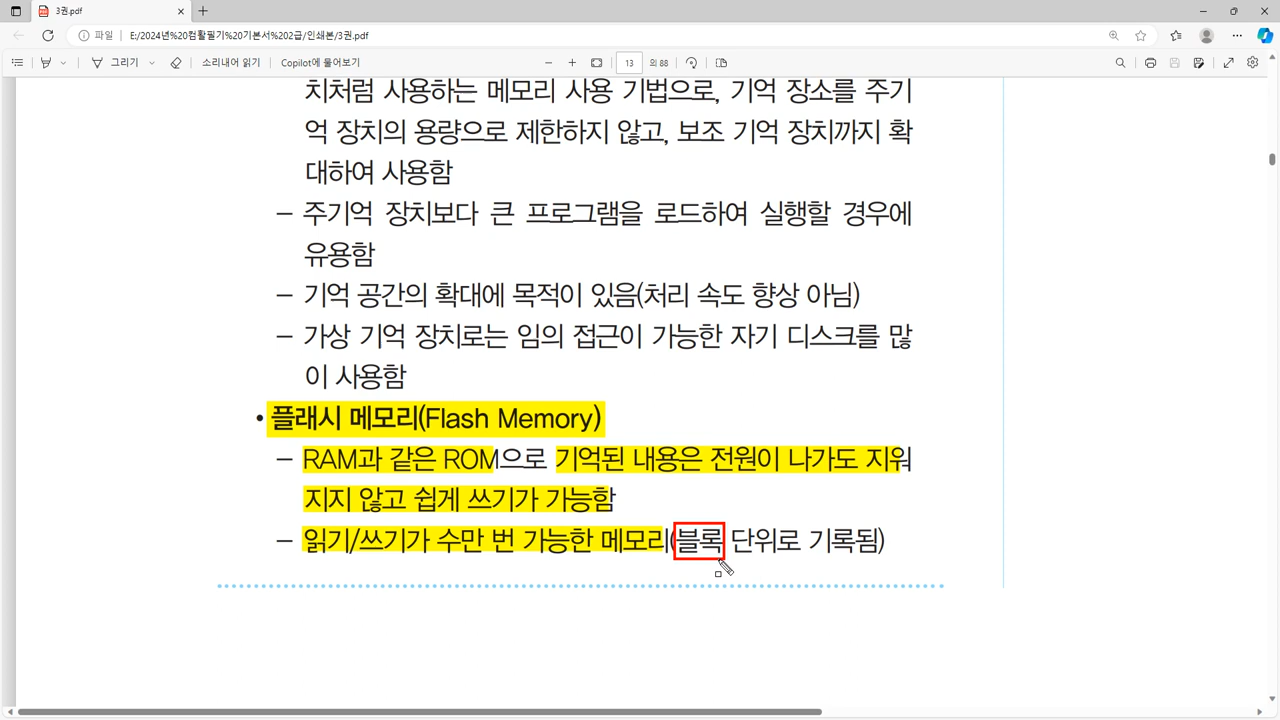 3권.pdf
파일 E:/2024년%20컴활필기%20기본서%202급/인쇄본/3권.pdf
그리기 소리내어 읽기 Copilot에 물어보기 13 의 88
치처럼 사용하는 메모리 사용 기법으로, 기억 장소를 주기
억 장치의 용량으로 제한하지 않고, 보조 기억 장치까지 확
대하여 사용함
– 주기억 장치보다 큰 프로그램을 로드하여 실행할 경우에
유용함
– 기억 공간의 확대에 목적이 있음(처리 속도 향상 아님)
– 가상 기억 장치로는 임의 접근이 가능한 자기 디스크를 많
이 사용함
• 플래시 메모리(Flash Memory)
– RAM과 같은 ROM으로 기억된 내용은 전원이 나가도 지워
지지 않고 쉽게 쓰기가 가능함
– 읽기/쓰기가 수만 번 가능한 메모리(블록 단위로 기록됨)